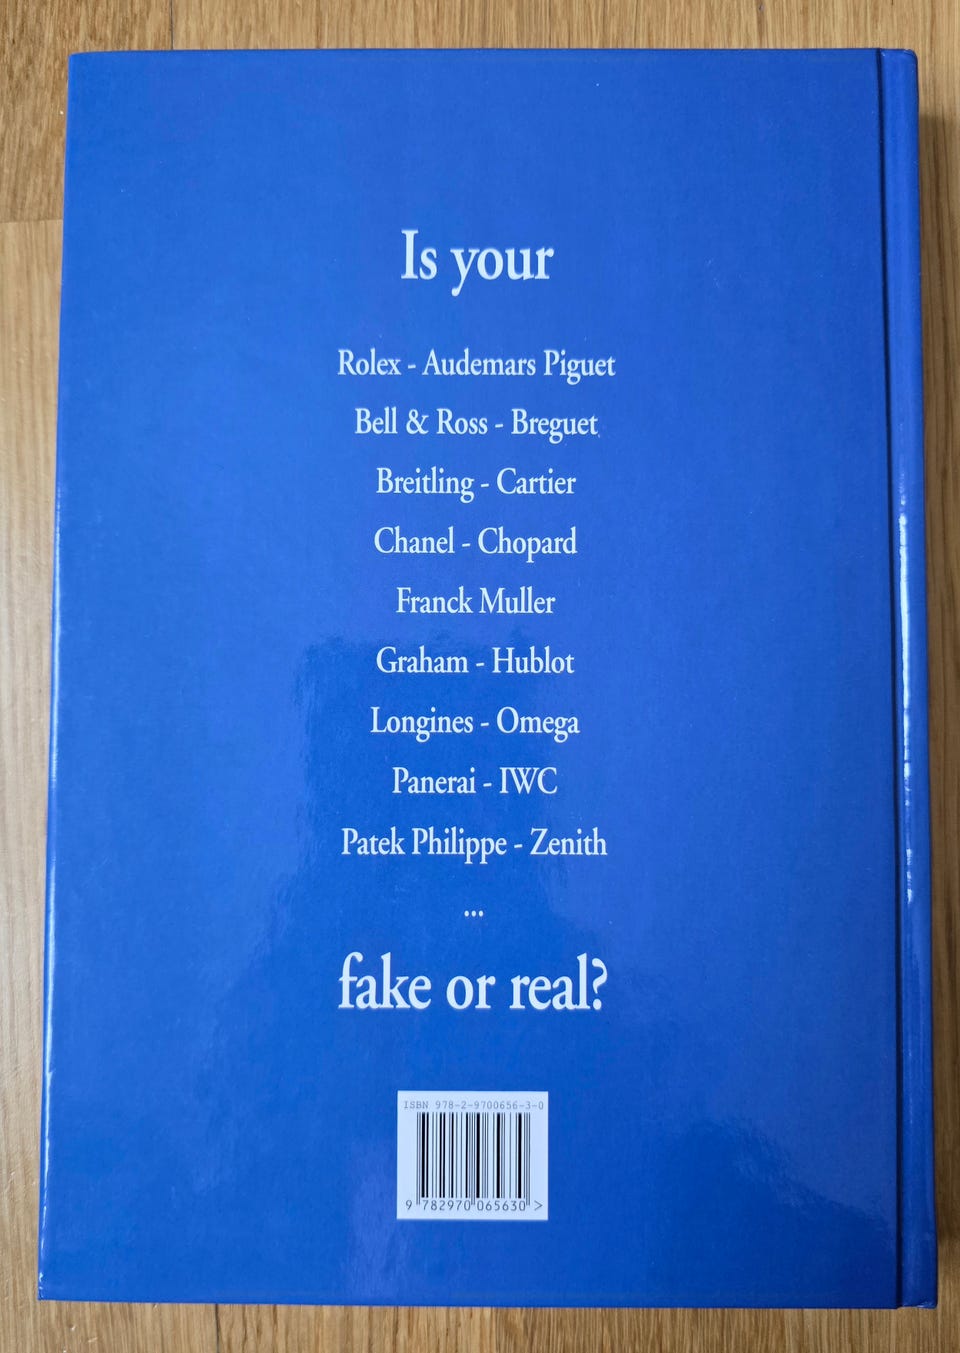 Is your
Rolex - Audemars Piguet
Bell & Ross - Breguet
Breitling - Cartier
Chanel - Chopard
Franck Muller
Graham - Hublot
Longines - Omega
Panerai - IWC
Patek Philippe - Zenith
...
fake or real?
ISBN 978-2-9700656-3-0
9 782970 065630 >